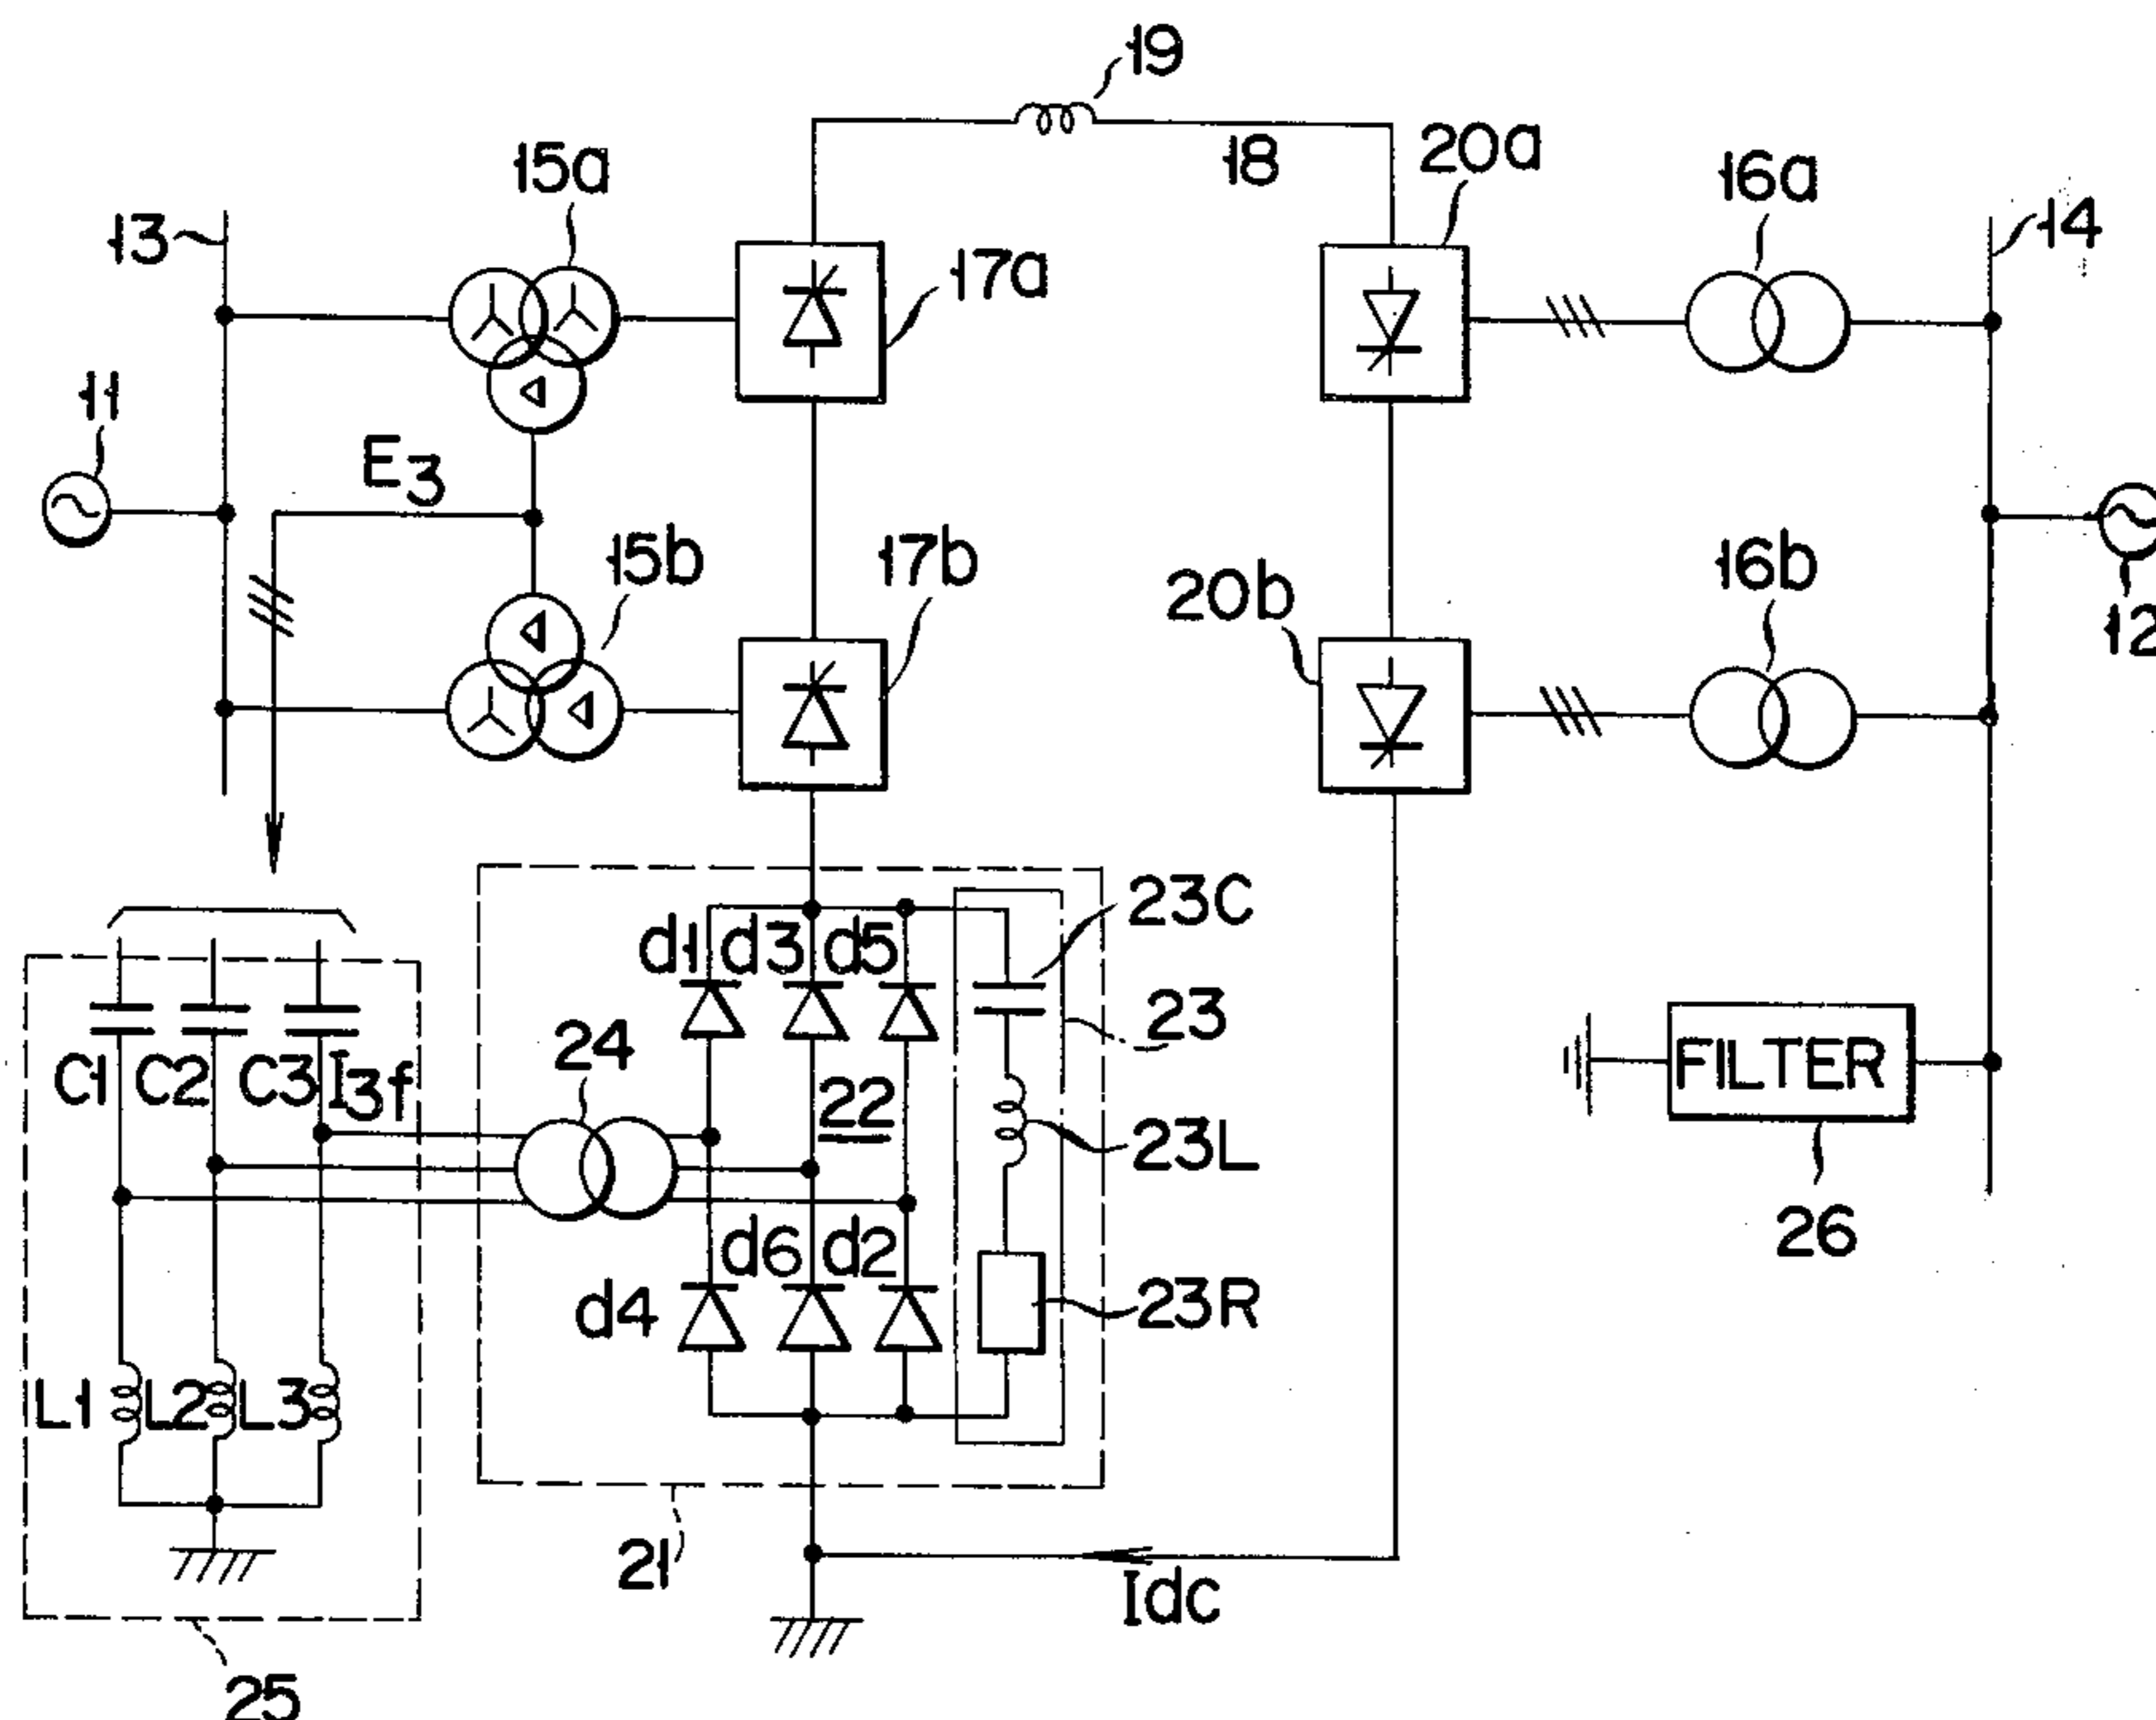 19
18
20a
16a
15a
13
14
17a
11
E3
15b
17b
20b
16b
12
23C
d1 d3 d5
23
24
C1 C2 C3 I3f
22
FILTER
23L
26
d6 d2
d4
23R
L1 L2 L3
21
Idc
25